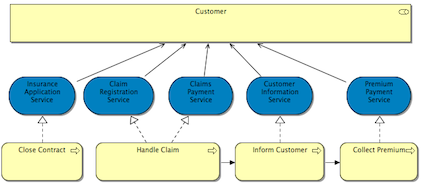 Customer
Insurance
Application
Service
Claim
Registration
Service
Claims
Payment
Service
Customer
Information
Service
Premium
Payment
Service
Close Contract
Handle Claim
Inform Customer
Collect Premium